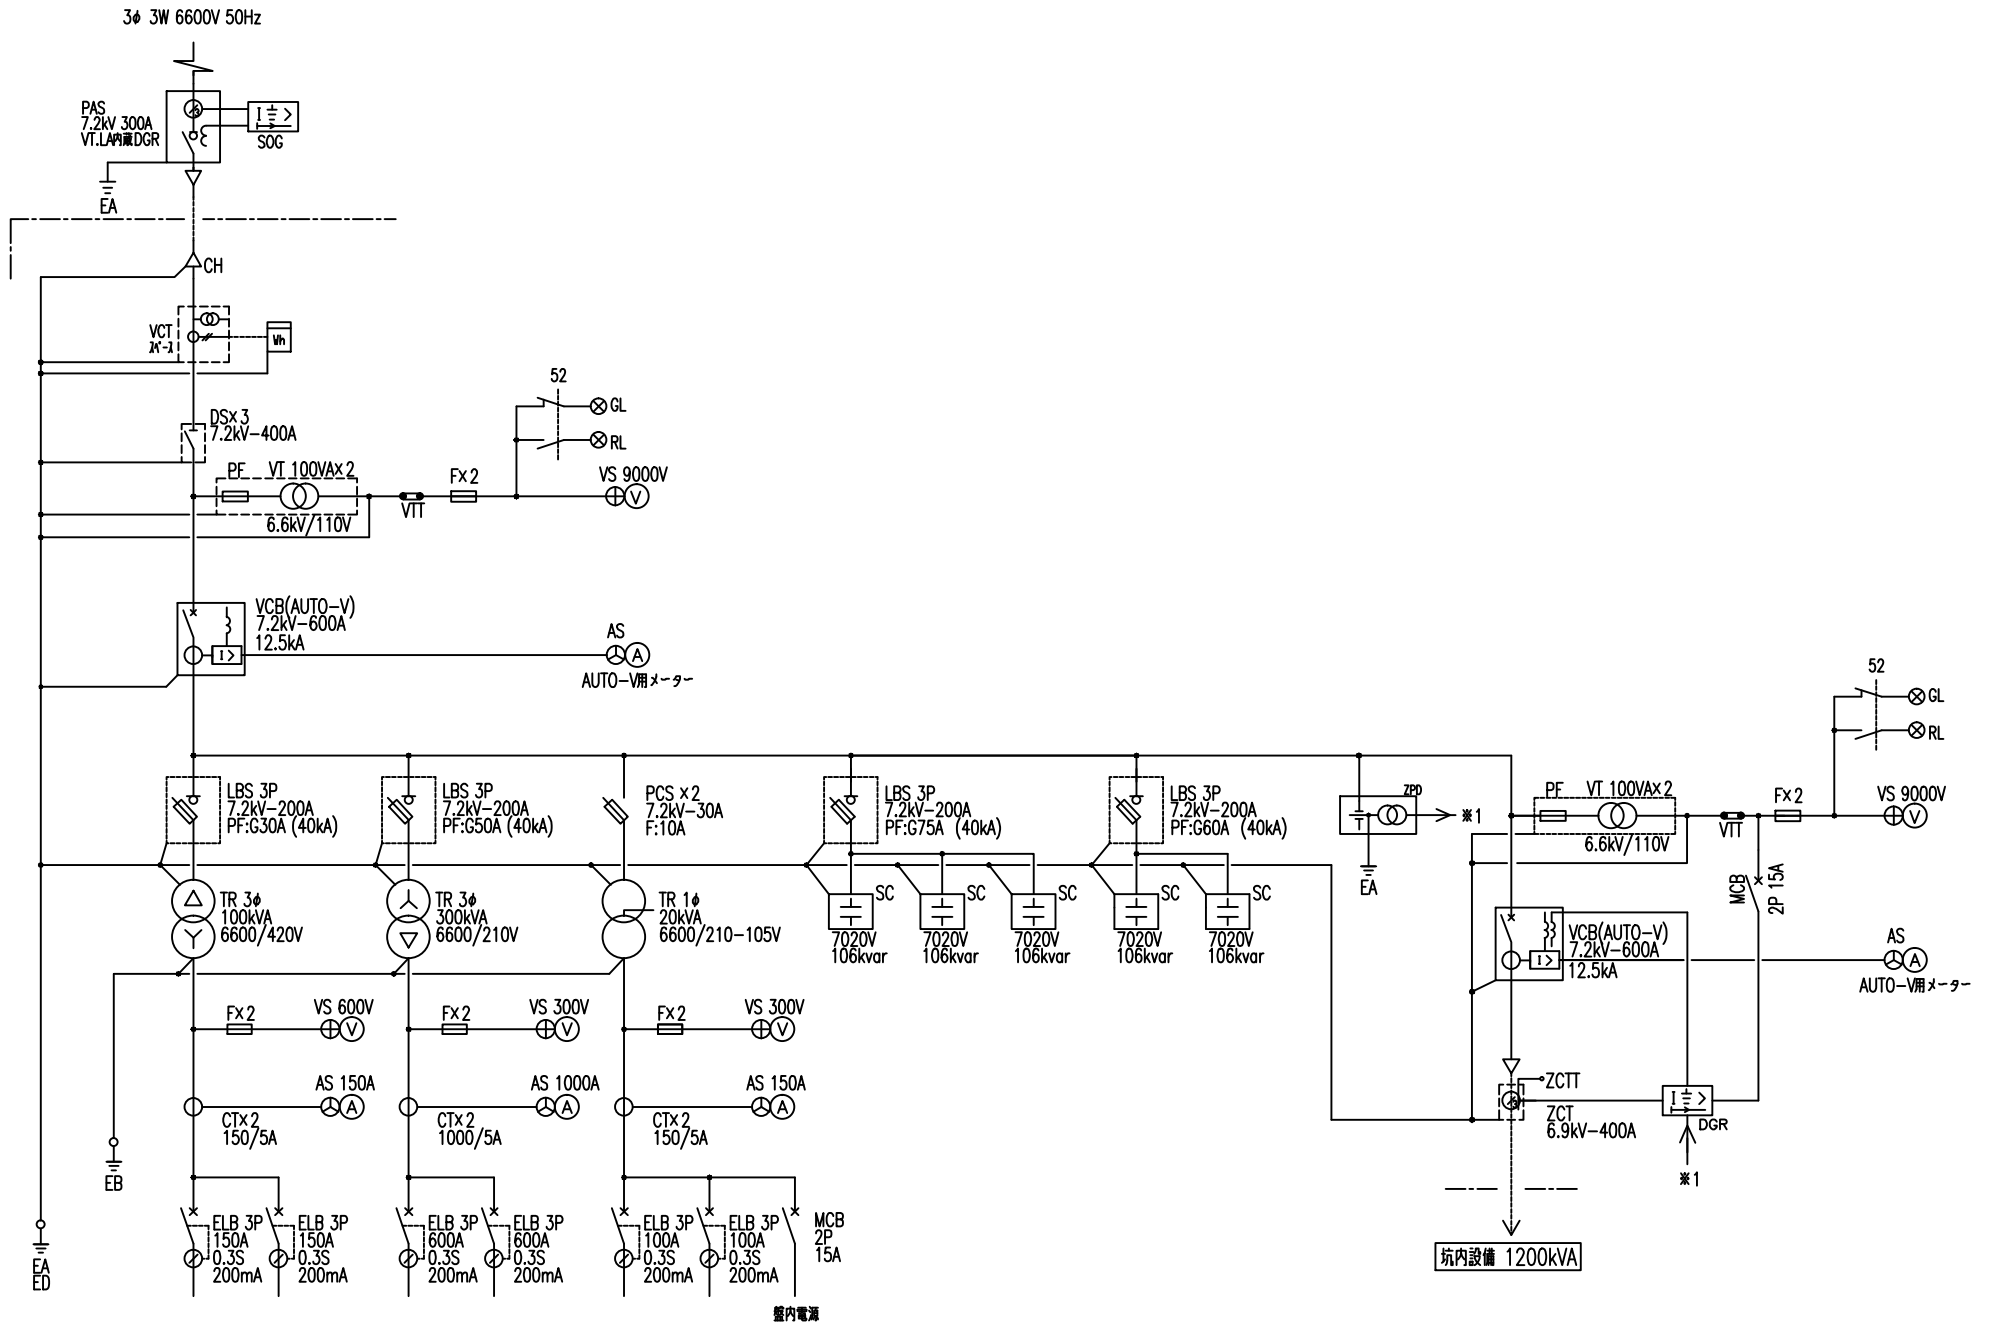 3φ 3W 6600V 50Hz
PAS
7.2kV 300A
VT.LA内蔵DGR
I ÷ >
SOG
EA
CH
VCT
スペース
Wh
DS×3
7.2kV-400A
PF
VT 100VA×2
6.6kV/110V
VTT
F×2
52
GL
RL
VS 9000V
V
VCB(AUTO-V)
7.2kV-600A
12.5kA
I >
AS
A
AUTO-V用メーター
LBS 3P
7.2kV-200A
PF:G30A (40kA)
LBS 3P
7.2kV-200A
PF:G50A (40kA)
PCS ×2
7.2kV-30A
F:10A
LBS 3P
7.2kV-200A
PF:G75A (40kA)
LBS 3P
7.2kV-200A
PF:G60A (40kA)
ZPD
※1
EA
TR 3φ
100kVA
6600/420V
TR 3φ
300kVA
6600/210V
TR 1φ
20kVA
6600/210-105V
SC
7020V
106kvar
SC
7020V
106kvar
SC
7020V
106kvar
SC
7020V
106kvar
SC
7020V
106kvar
F×2
VS 600V
V
F×2
VS 300V
V
F×2
VS 300V
V
AS 150A
A
CT×2
150/5A
AS 1000A
A
CT×2
1000/5A
AS 150A
A
CT×2
150/5A
EB
EA
ED
ELB 3P
150A
0.3S
200mA
ELB 3P
150A
0.3S
200mA
ELB 3P
600A
0.3S
200mA
ELB 3P
600A
0.3S
200mA
ELB 3P
100A
0.3S
200mA
ELB 3P
100A
0.3S
200mA
MCB
2P
15A
盤内電源
52
GL
RL
PF
VT 100VA×2
6.6kV/110V
VTT
F×2
VS 9000V
V
MCB
2P 15A
VCB(AUTO-V)
7.2kV-600A
12.5kA
I >
AS
A
AUTO-V用メーター
ZCTT
ZCT
6.9kV-400A
I ÷ >
DGR
※1
坑内設備 1200kVA